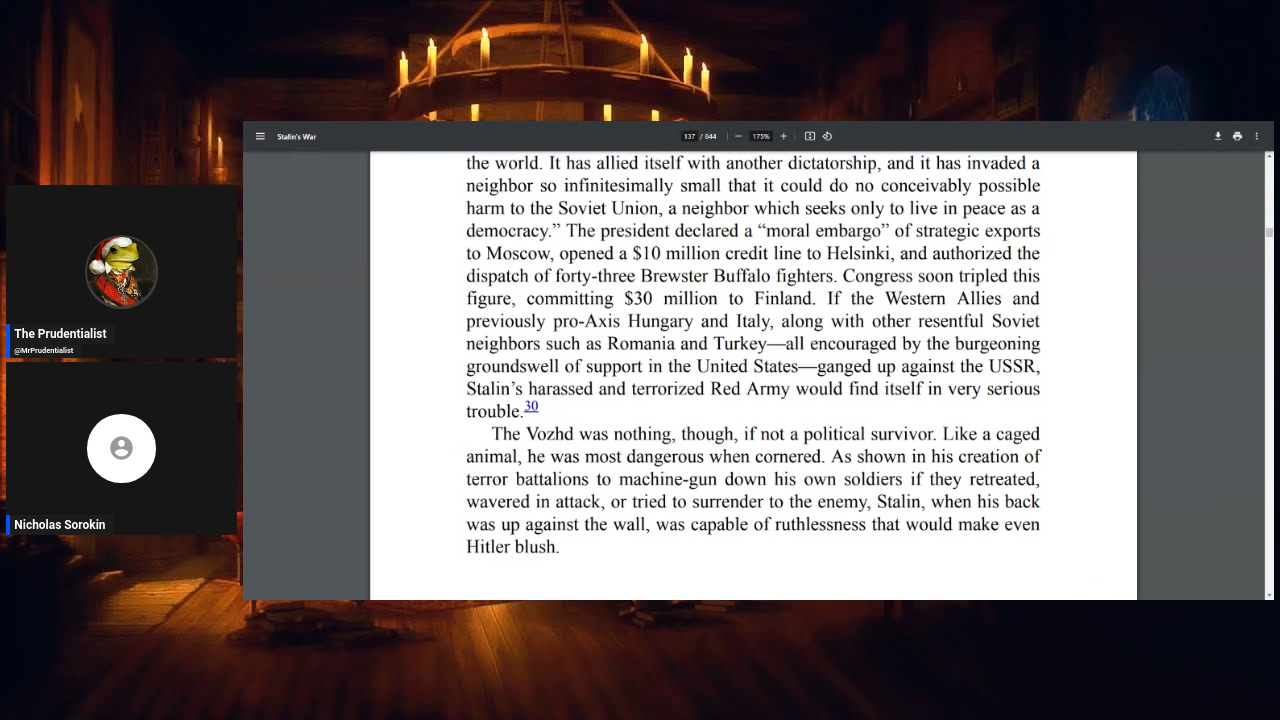 Stalin's War
137 / 844
175%
the world. It has allied itself with another dictatorship, and it has invaded a
neighbor so infinitesimally small that it could do no conceivably possible
harm to the Soviet Union, a neighbor which seeks only to live in peace as a
democracy.” The president declared a “moral embargo” of strategic exports
to Moscow, opened a $10 million credit line to Helsinki, and authorized the
dispatch of forty-three Brewster Buffalo fighters. Congress soon tripled this
figure, committing $30 million to Finland. If the Western Allies and
previously pro-Axis Hungary and Italy, along with other resentful Soviet
neighbors such as Romania and Turkey—all encouraged by the burgeoning
groundswell of support in the United States—ganged up against the USSR,
Stalin’s harassed and terrorized Red Army would find itself in very serious
trouble.30
The Vozhd was nothing, though, if not a political survivor. Like a caged
animal, he was most dangerous when cornered. As shown in his creation of
terror battalions to machine-gun down his own soldiers if they retreated,
wavered in attack, or tried to surrender to the enemy, Stalin, when his back
was up against the wall, was capable of ruthlessness that would make even
Hitler blush.
The Prudentialist
@MrPrudentialist
Nicholas Sorokin